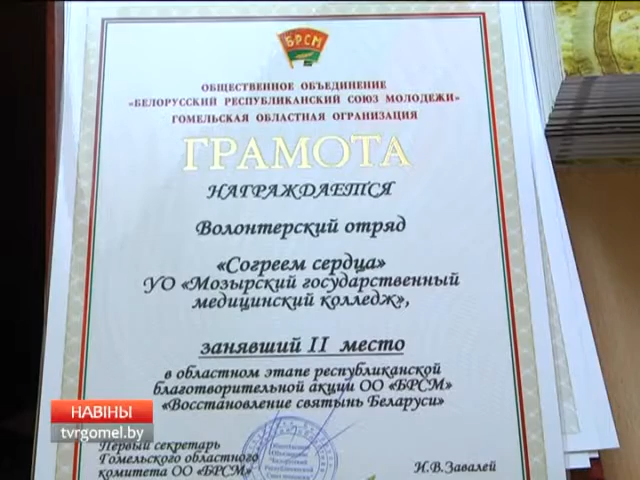 БРСМ
ОБЩЕСТВЕННОЕ ОБЪЕДИНЕНИЕ
«БЕЛОРУССКИЙ РЕСПУБЛИКАНСКИЙ СОЮЗ МОЛОДЕЖИ»
ГОМЕЛЬСКАЯ ОБЛАСТНАЯ ОГРАНИЗАЦИЯ
ГРАМОТА
НАГРАЖДАЕТСЯ
Волонтерский отряд
«Согреем сердца»
УО «Мозырский государственный
медицинский колледж»,
занявший II место
в областном этапе республиканской
благотворительной акции ОО «БРСМ»
«Восстановление святынь Беларуси»
НАВІНЫ
tvrgomel.by
Первый секретарь
Гомельского областного
комитета ОО «БРСМ»
И.В.Завалей